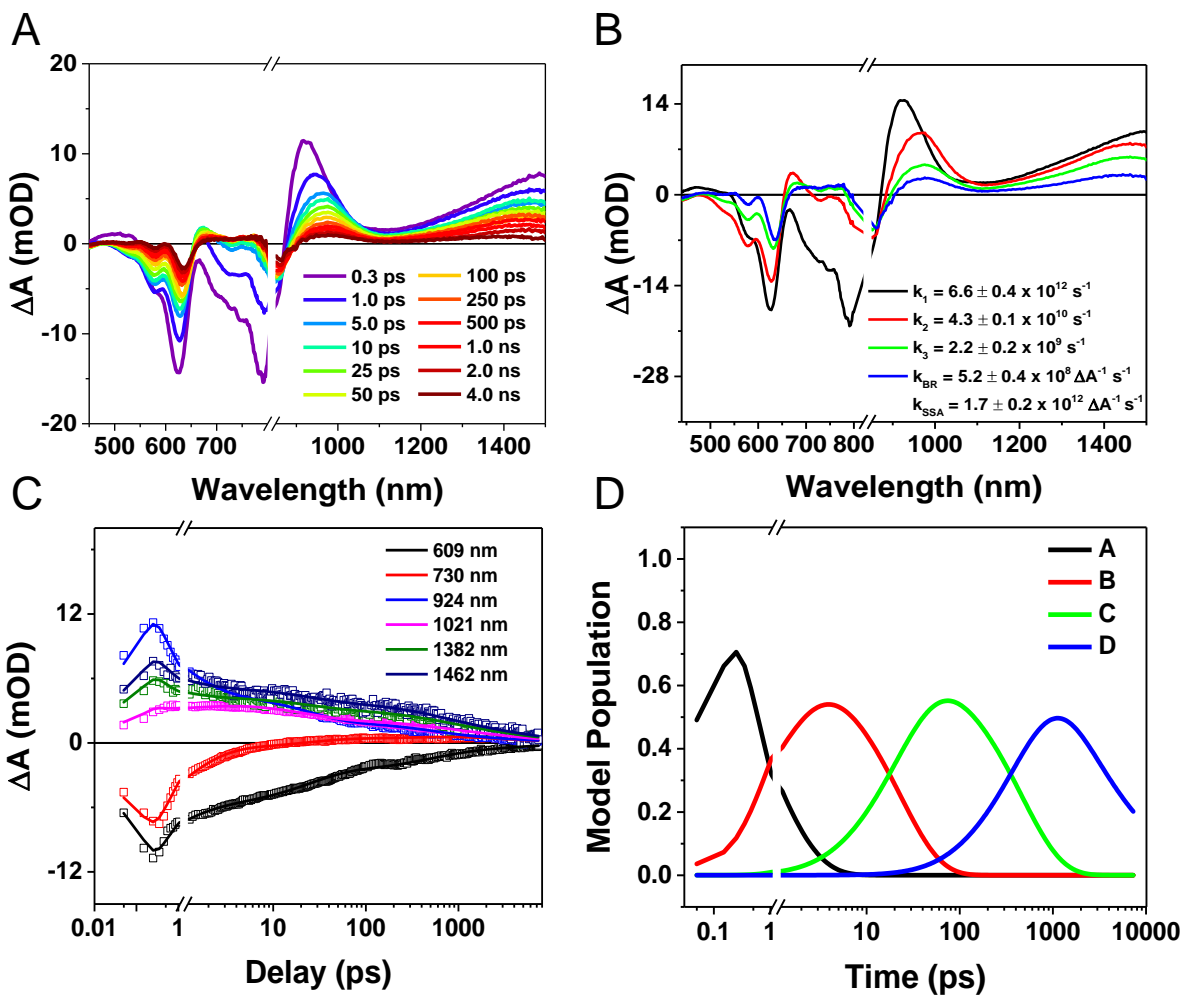 A
20
10
0
-10
-20
ΔA (mOD)
500 700 1000 1200 1400
Wavelength (nm)
0.3 ps
1.0 ps
5.0 ps
10 ps
25 ps
50 ps
100 ps
250 ps
500 ps
1.0 ns
2.0 ns
4.0 ns
B
14
0
-14
-28
ΔA (mOD)
500 600 700 800 1000 1200 1400
Wavelength (nm)
k₁ = 6.6 ± 0.4 x 10¹² s⁻¹
k₂ = 4.3 ± 0.1 x 10¹⁰ s⁻¹
k₃ = 2.2 ± 0.2 x 10⁹ s⁻¹
k_BR = 5.2 ± 0.4 x 10⁸ ΔA⁻¹ s⁻¹
k_SSA = 1.7 ± 0.2 x 10¹² ΔA⁻¹ s⁻¹
C
12
0
-12
ΔA (mOD)
0.01 1 10 100 1000
Delay (ps)
609 nm
730 nm
924 nm
1021 nm
1382 nm
1462 nm
D
1.0
0.8
0.6
0.4
0.2
0.0
Model Population
0.1 1 10 100 1000 10000
Time (ps)
A
B
C
D